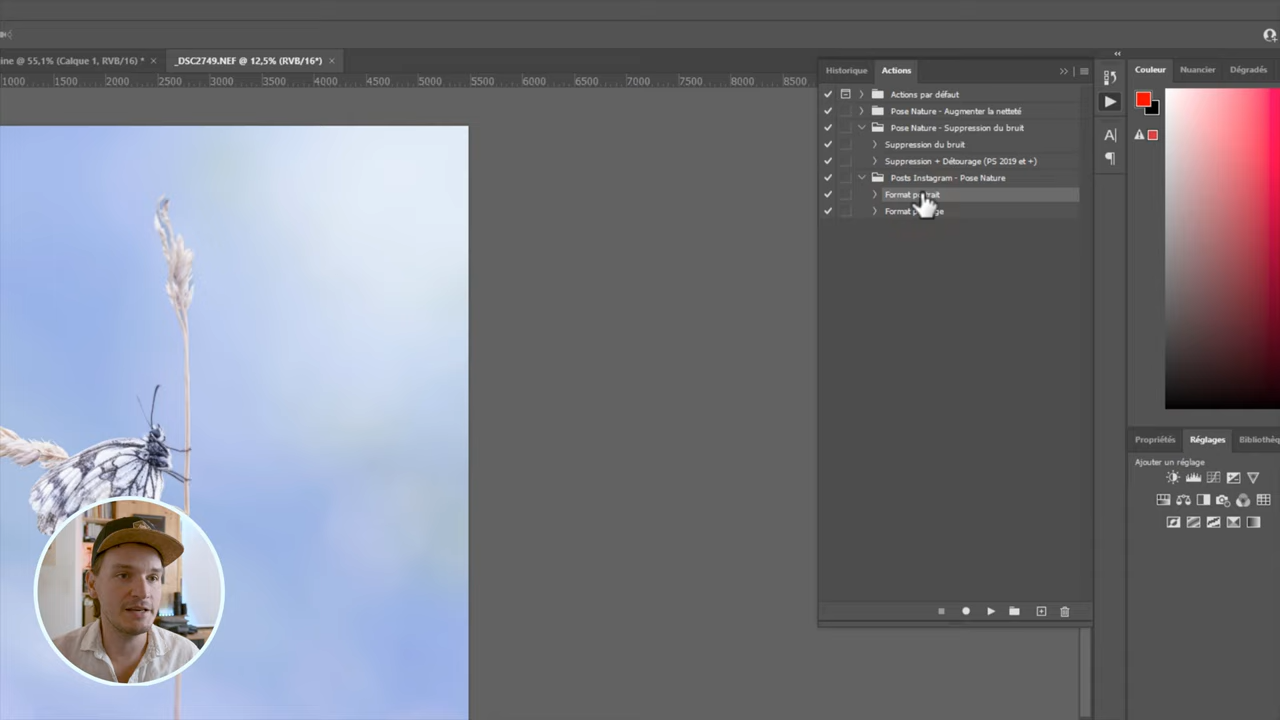 ine @ 55,1% (Calque 1, RVB/16) * ×
_DSC2749.NEF @ 12,5% (RVB/16*) ×
1000 2000 2500 3000 3500 4000 4500 5000 5500 6000 6500 7000 7500 8000 8500
Historique Actions
Actions par défaut
Pose Nature - Augmenter la netteté
Pose Nature - Suppression du bruit
Suppression du bruit
Suppression + Détourage (PS 2019 et +)
Posts Instagram - Pose Nature
Format portrait
Format
Couleur Nuancier Dégradés
Propriétés Réglages Bibliothèq
Ajouter un réglage